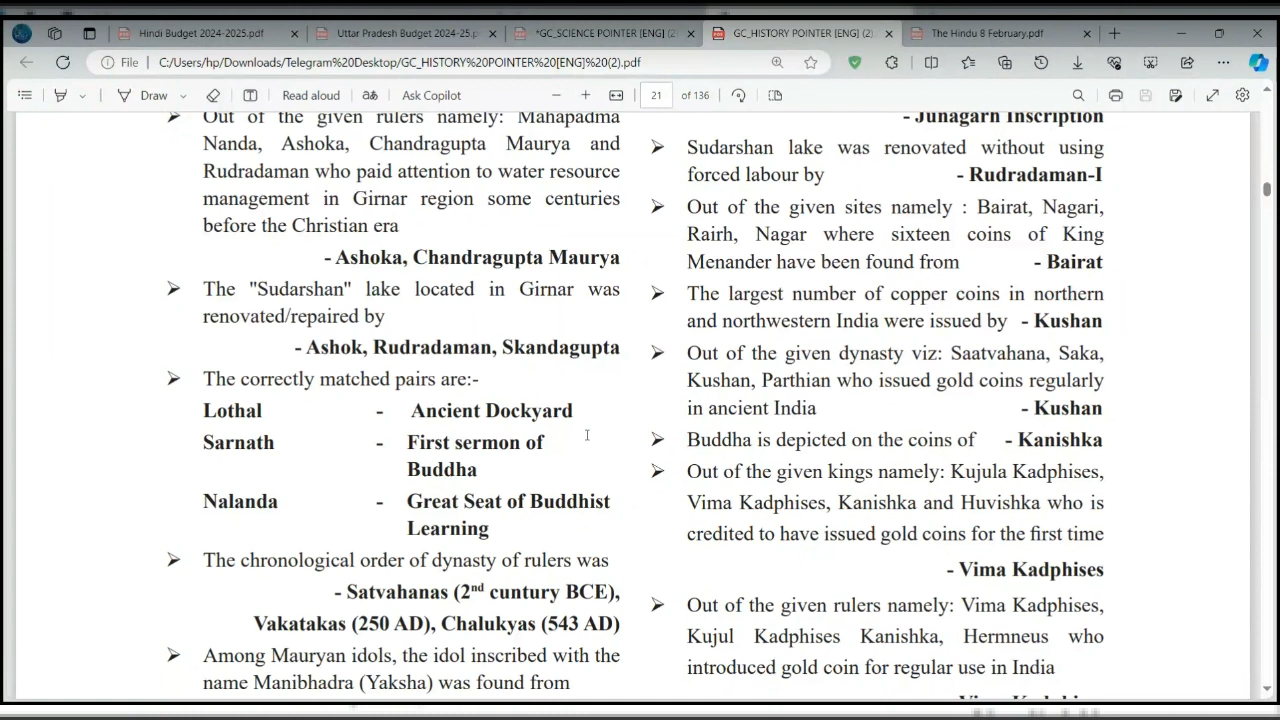 Hindi Budget 2024-2025.pdf
Uttar Pradesh Budget 2024-25.p
*GC_SCIENCE POINTER [ENG] (2)
GC_HISTORY POINTER [ENG] (2)
The Hindu 8 February.pdf
File
C:/Users/hp/Downloads/Telegram%20Desktop/GC_HISTORY%20POINTER%20[ENG]%20(2).pdf
Draw
Read aloud
Ask Copilot
21 of 136
Out of the given rulers namely: Mahapadma
Nanda, Ashoka, Chandragupta Maurya and
Rudradaman who paid attention to water resource
management in Girnar region some centuries
before the Christian era
- Ashoka, Chandragupta Maurya
The "Sudarshan" lake located in Girnar was
renovated/repaired by
- Ashok, Rudradaman, Skandagupta
The correctly matched pairs are:-
Lothal - Ancient Dockyard
Sarnath - First sermon of
Buddha
Nalanda - Great Seat of Buddhist
Learning
The chronological order of dynasty of rulers was
- Satvahanas (2nd cuntury BCE),
Vakatakas (250 AD), Chalukyas (543 AD)
Among Mauryan idols, the idol inscribed with the
name Manibhadra (Yaksha) was found from
- Junagarh Inscription
Sudarshan lake was renovated without using
forced labour by - Rudradaman-I
Out of the given sites namely : Bairat, Nagari,
Rairh, Nagar where sixteen coins of King
Menander have been found from - Bairat
The largest number of copper coins in northern
and northwestern India were issued by - Kushan
Out of the given dynasty viz: Saatvahana, Saka,
Kushan, Parthian who issued gold coins regularly
in ancient India - Kushan
Buddha is depicted on the coins of - Kanishka
Out of the given kings namely: Kujula Kadphises,
Vima Kadphises, Kanishka and Huvishka who is
credited to have issued gold coins for the first time
- Vima Kadphises
Out of the given rulers namely: Vima Kadphises,
Kujul Kadphises Kanishka, Hermneus who
introduced gold coin for regular use in India